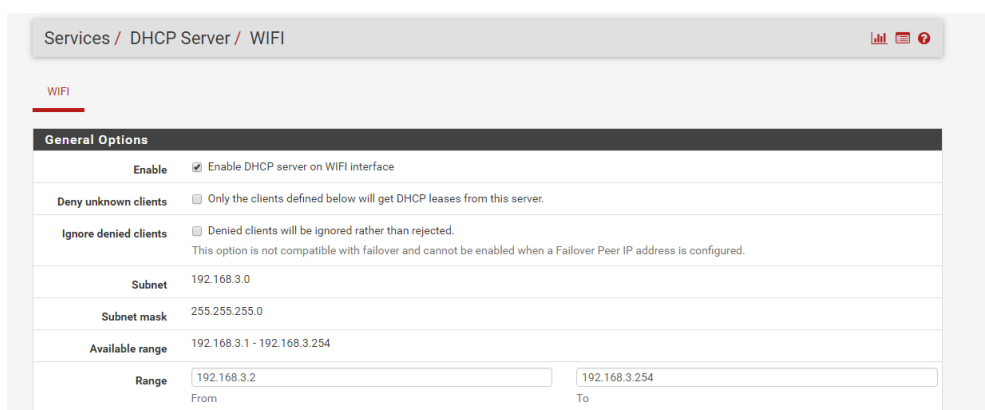 Services / DHCP Server / WIFI
WIFI
General Options
Enable Enable DHCP server on WIFI interface
Deny unknown clients Only the clients defined below will get DHCP leases from this server.
Ignore denied clients Denied clients will be ignored rather than rejected.
This option is not compatible with failover and cannot be enabled when a Failover Peer IP address is configured.
Subnet 192.168.3.0
Subnet mask 255.255.255.0
Available range 192.168.3.1 - 192.168.3.254
Range 192.168.3.2 192.168.3.254
From To